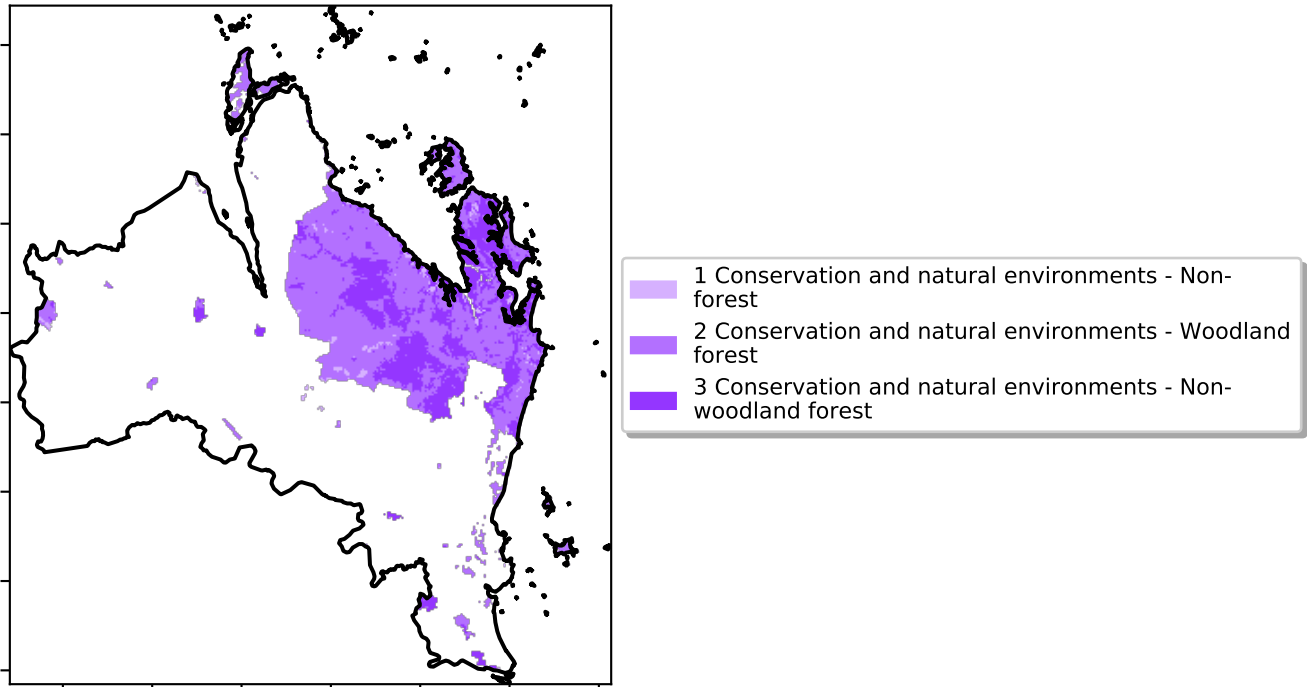 1 Conservation and natural environments - Non-
forest
2 Conservation and natural environments - Woodland
forest
3 Conservation and natural environments - Non-
woodland forest